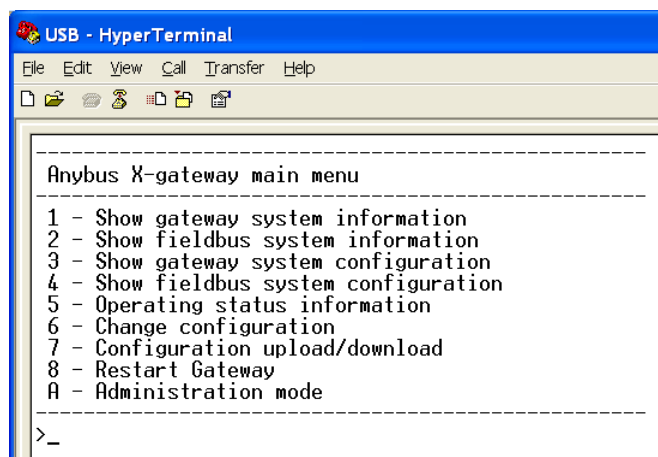 USB - HyperTerminal
File Edit View Call Transfer Help
------------------------------------------------------
Anybus X-gateway main menu
------------------------------------------------------
1 - Show gateway system information
2 - Show fieldbus system information
3 - Show gateway system configuration
4 - Show fieldbus system configuration
5 - Operating status information
6 - Change configuration
7 - Configuration upload/download
8 - Restart Gateway
A - Administration mode
------------------------------------------------------
>_